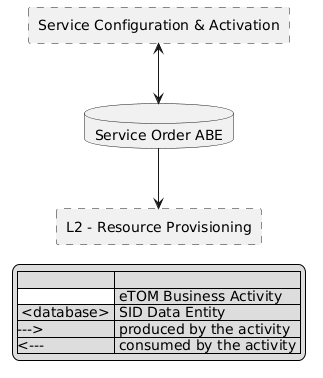 Service Configuration & Activation
Service Order ABE
L2 - Resource Provisioning
eTOM Business Activity
<database> SID Data Entity
---> produced by the activity
<--- consumed by the activity